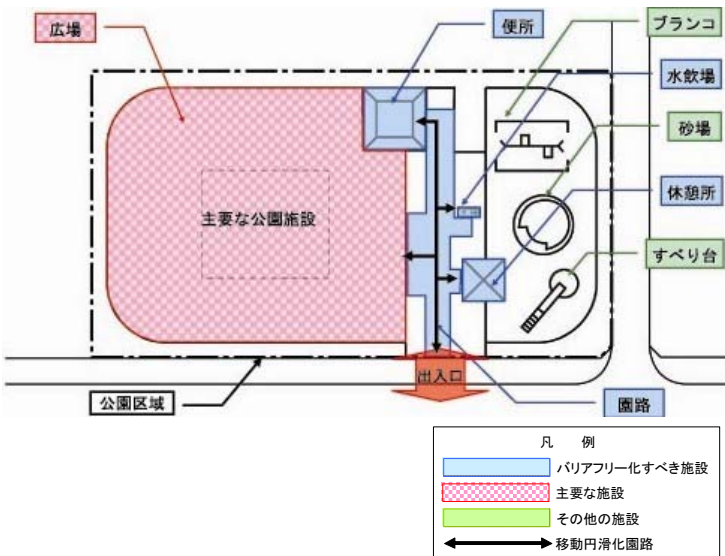 広場
便所
ブランコ
水飲場
砂場
休憩所
すべり台
主要な公園施設
出入口
公園区域
園路
凡　例
バリアフリー化すべき施設
主要な施設
その他の施設
移動円滑化園路